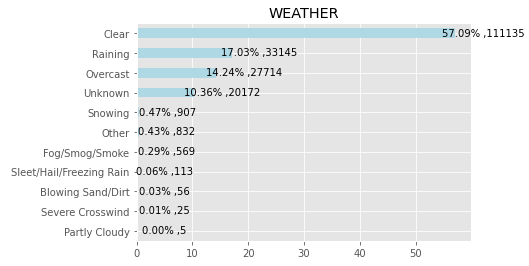 WEATHER
Clear 57.09% ,111135
Raining 17.03% ,33145
Overcast 14.24% ,27714
Unknown 10.36% ,20172
Snowing 0.47% ,907
Other 0.43% ,832
Fog/Smog/Smoke 0.29% ,569
Sleet/Hail/Freezing Rain 0.06% ,113
Blowing Sand/Dirt 0.03% ,56
Severe Crosswind 0.01% ,25
Partly Cloudy 0.00% ,5
0 10 20 30 40 50